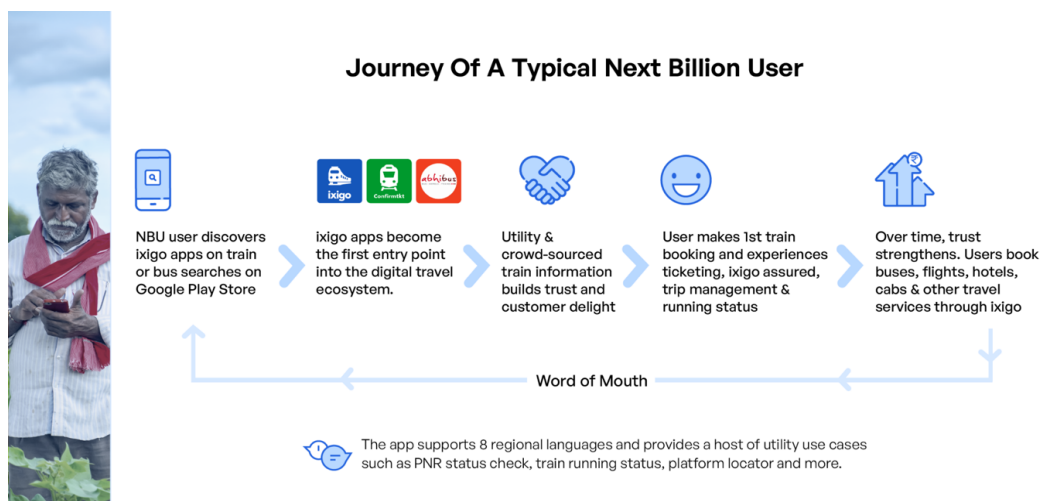 Journey Of A Typical Next Billion User
ixigo
Confirmtkt
abhibus
NBU user discovers
ixigo apps on train
or bus searches on
Google Play Store
ixigo apps become
the first entry point
into the digital travel
ecosystem.
Utility &
crowd-sourced
train information
builds trust and
customer delight
User makes 1st train
booking and experiences
ticketing, ixigo assured,
trip management &
running status
Over time, trust
strengthens. Users book
buses, flights, hotels,
cabs & other travel
services through ixigo
Word of Mouth
The app supports 8 regional languages and provides a host of utility use cases
such as PNR status check, train running status, platform locator and more.